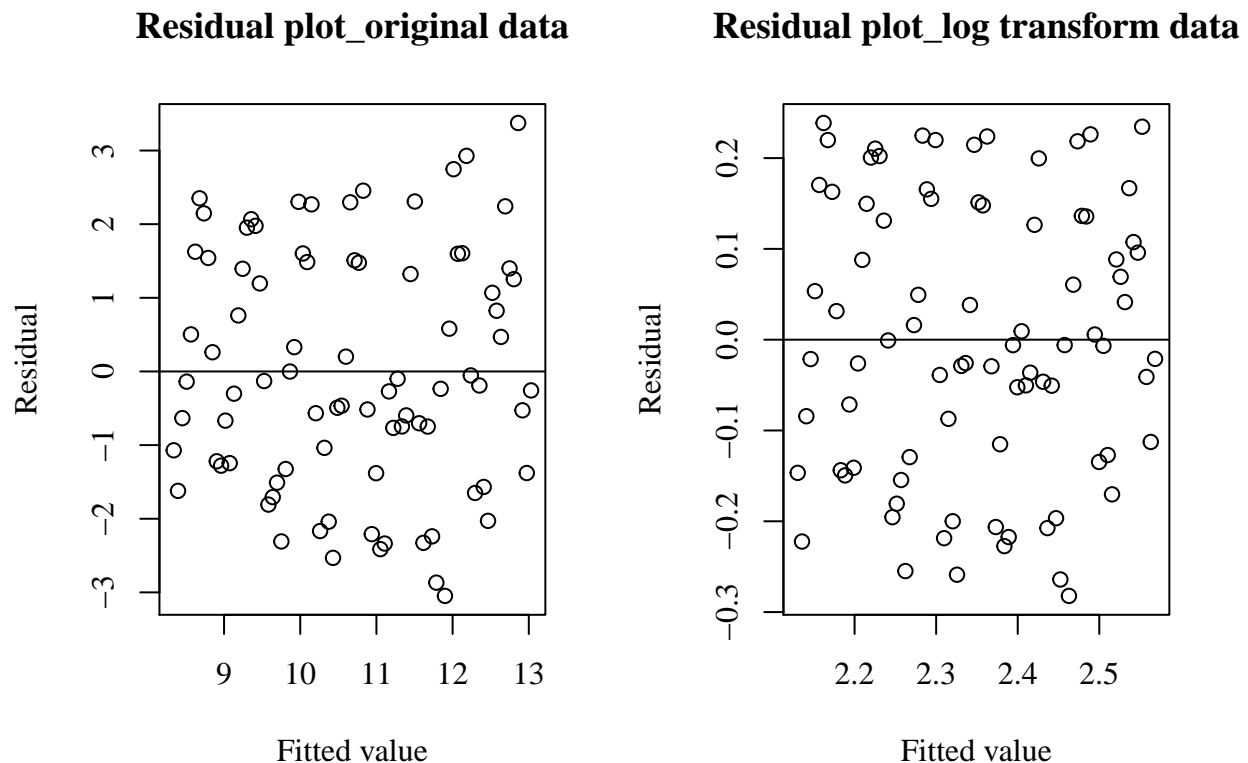 Residual plot_original data
Residual
3
2
1
0
−1
−2
−3
9 10 11 12 13
Fitted value
Residual plot_log transform data
Residual
0.2
0.1
0.0
−0.1
−0.2
−0.3
2.2 2.3 2.4 2.5
Fitted value